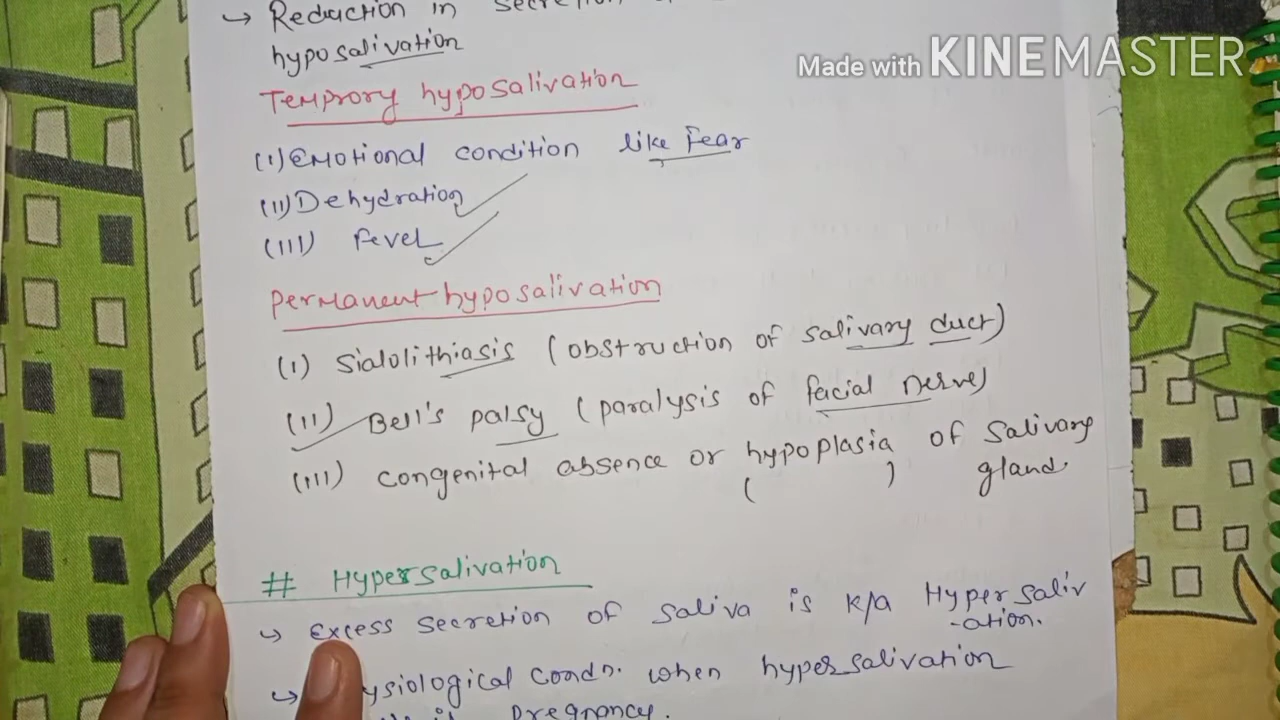 Made with KINEMASTER
→ Reduction in secretion
hyposalivation
Temprory hyposalivation
(I) Emotional condition like Fear
(II) Dehydration
(III) Fever
Permanent hyposalivation
(I) Sialolithiasis (obstruction of salivary duct)
(II) Bell's palsy (paralysis of facial nerve)
(III) congenital absence or hypoplasia of salivary
( ) gland.
# Hypersalivation
→ Excess secretion of saliva is k/a Hypersaliv
-ation.
→ ysiological condn. when hypersalivation
pregnancy.